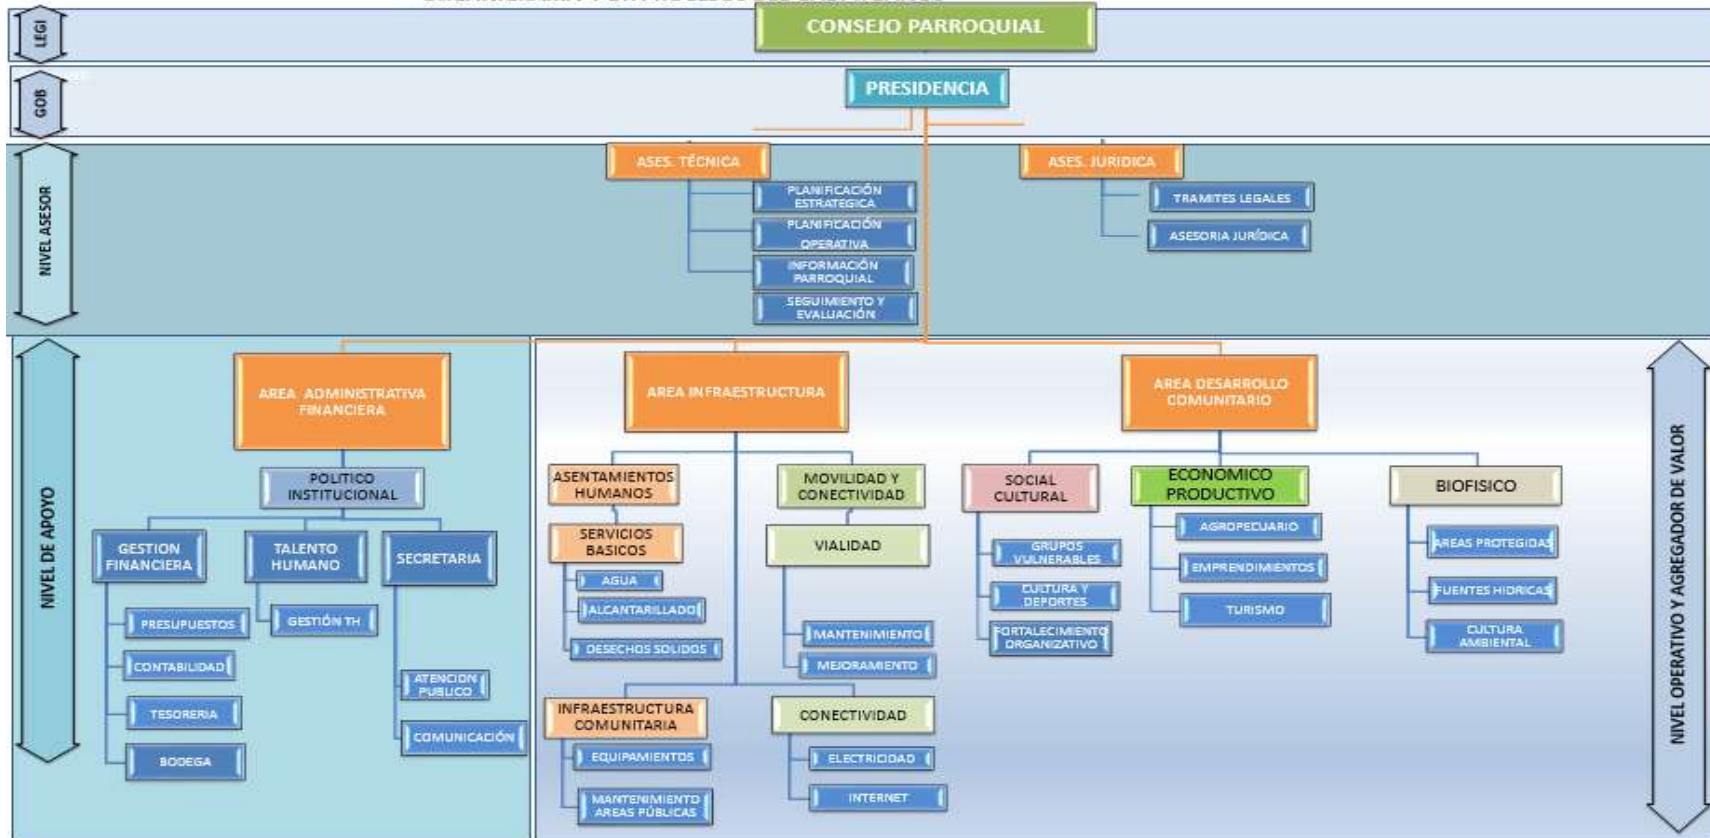 CONSEJO PARROQUIAL
LEGI
PRESIDENCIA
GOB
ASES. TÉCNICA
ASES. JURIDICA
PLANIFICACIÓN
ESTRATEGICA
TRAMITES LEGALES
PLANIFICACIÓN
OPERATIVA
ASESORIA JURÍDICA
INFORMACIÓN
PARROQUIAL
SEGUIMIENTO Y
EVALUACIÓN
NIVEL ASESOR
AREA ADMINISTRATIVA
FINANCIERA
AREA INFRAESTRUCTURA
AREA DESARROLLO
COMUNITARIO
POLITICO
INSTITUCIONAL
GESTION
FINANCIERA
TALENTO
HUMANO
SECRETARIA
PRESUPUESTOS
CONTABILIDAD
TESORERIA
BODEGA
GESTIÓN TH
ATENCION
PUBLICO
COMUNICACIÓN
NIVEL DE APOYO
ASENTAMIENTOS
HUMANOS
SERVICIOS
BASICOS
AGUA
ALCANTARILLADO
DESECHOS SOLIDOS
MOVILIDAD Y
CONECTIVIDAD
VIALIDAD
MANTENIMIENTO
MEJORAMIENTO
INFRAESTRUCTURA
COMUNITARIA
EQUIPAMIENTOS
MANTENIMIENTO
AREAS PÚBLICAS
CONECTIVIDAD
ELECTRICIDAD
INTERNET
SOCIAL
CULTURAL
GRUPOS
VULNERABLES
CULTURA Y
DEPORTES
FORTALECIMIENTO
ORGANIZATIVO
ECONOMICO
PRODUCTIVO
AGROPECUARIO
EMPRENDIMIENTOS
TURISMO
BIOFISICO
AREAS PROTEGIDAS
FUENTES HIDRICAS
CULTURA
AMBIENTAL
NIVEL OPERATIVO Y AGREGADOR DE VALOR